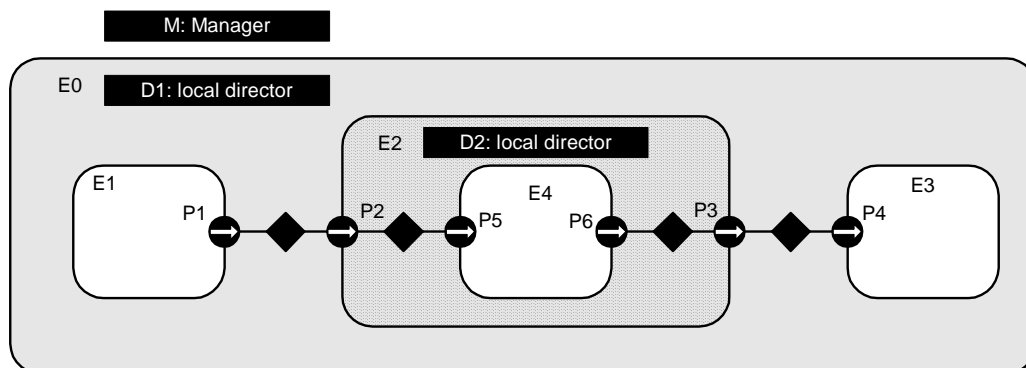 M: Manager
E0
D1: local director
E2
D2: local director
E1
E4
E3
P1
P2
P5
P6
P3
P4